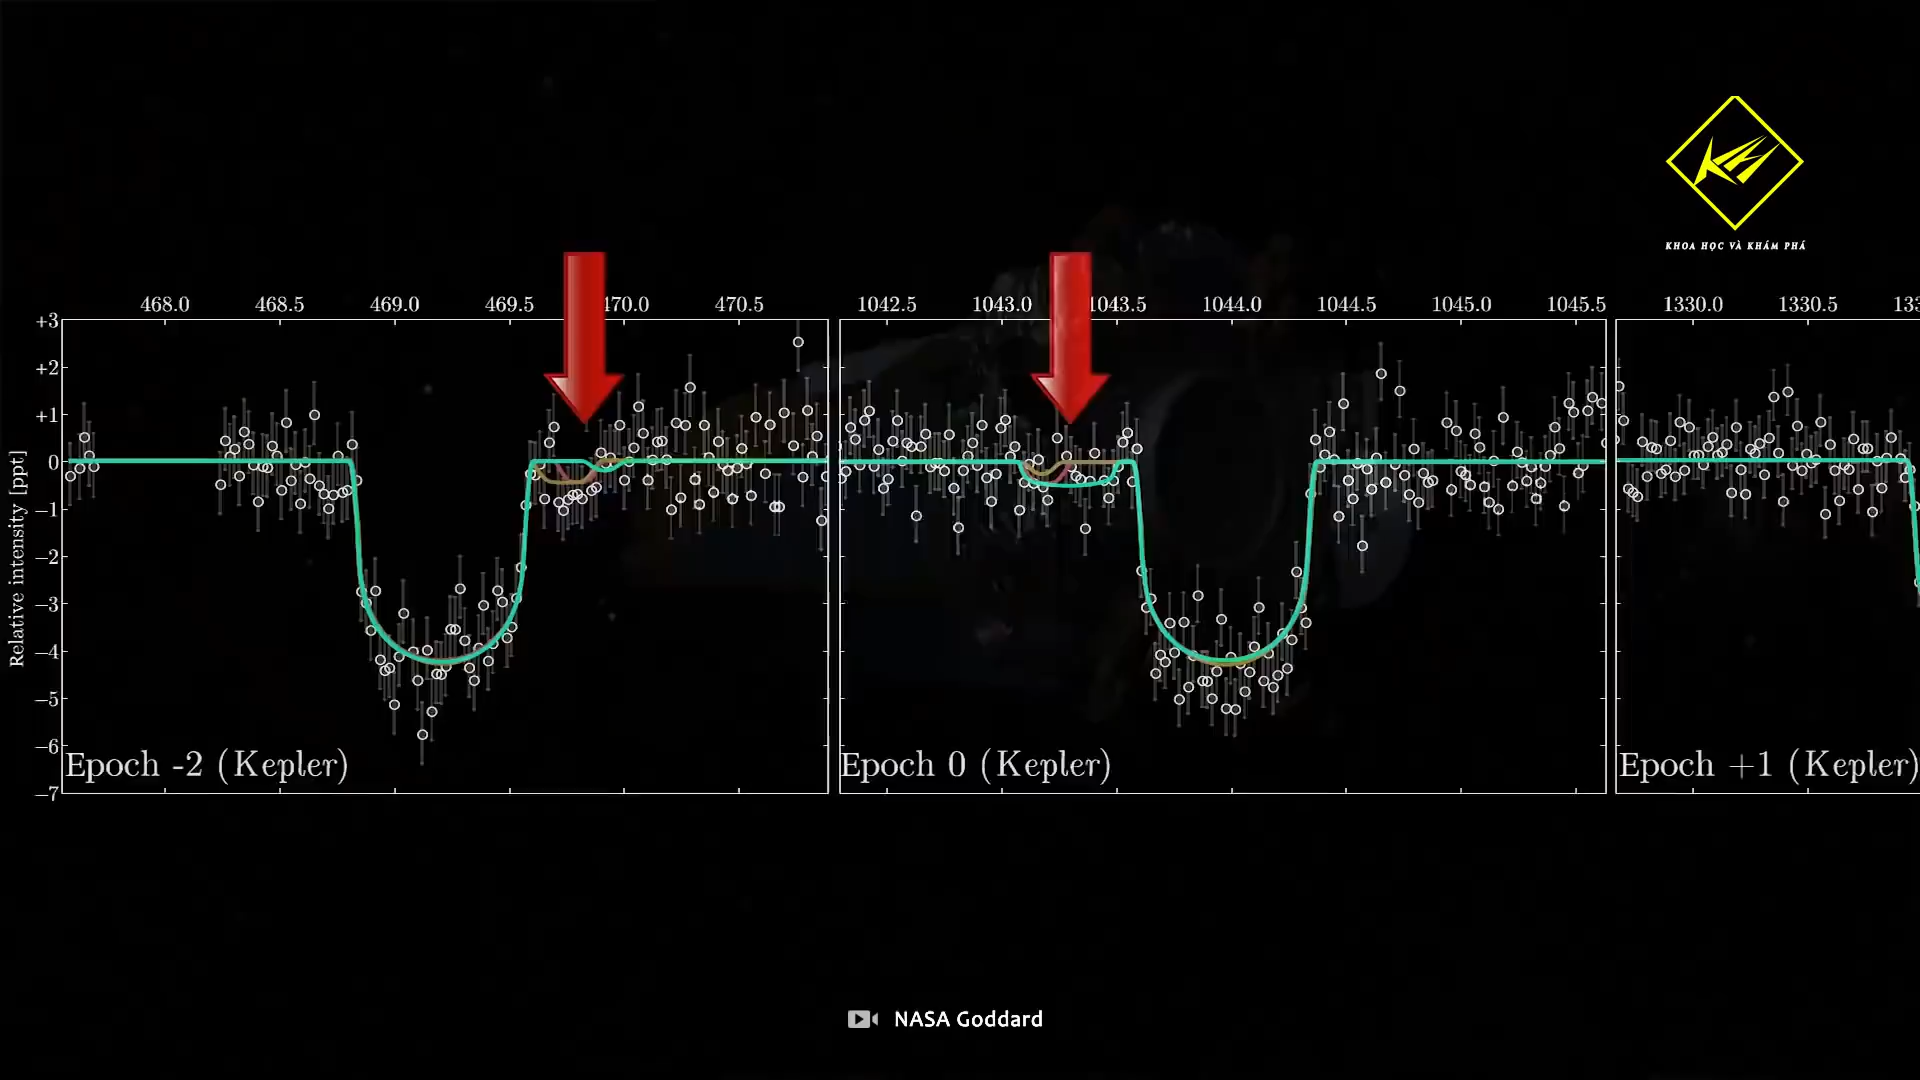 KM
KHOA HỌC VÀ KHÁM PHÁ
468.0 468.5 469.0 469.5 470.0 470.5 1042.5 1043.0 1043.5 1044.0 1044.5 1045.0 1045.5 1330.0 1330.5 133
+3
+2
+1
0
−1
−2
−3
−4
−5
−6
−7
Relative intensity [ppt]
Epoch -2 (Kepler) Epoch 0 (Kepler) Epoch +1 (Kepler)
NASA Goddard